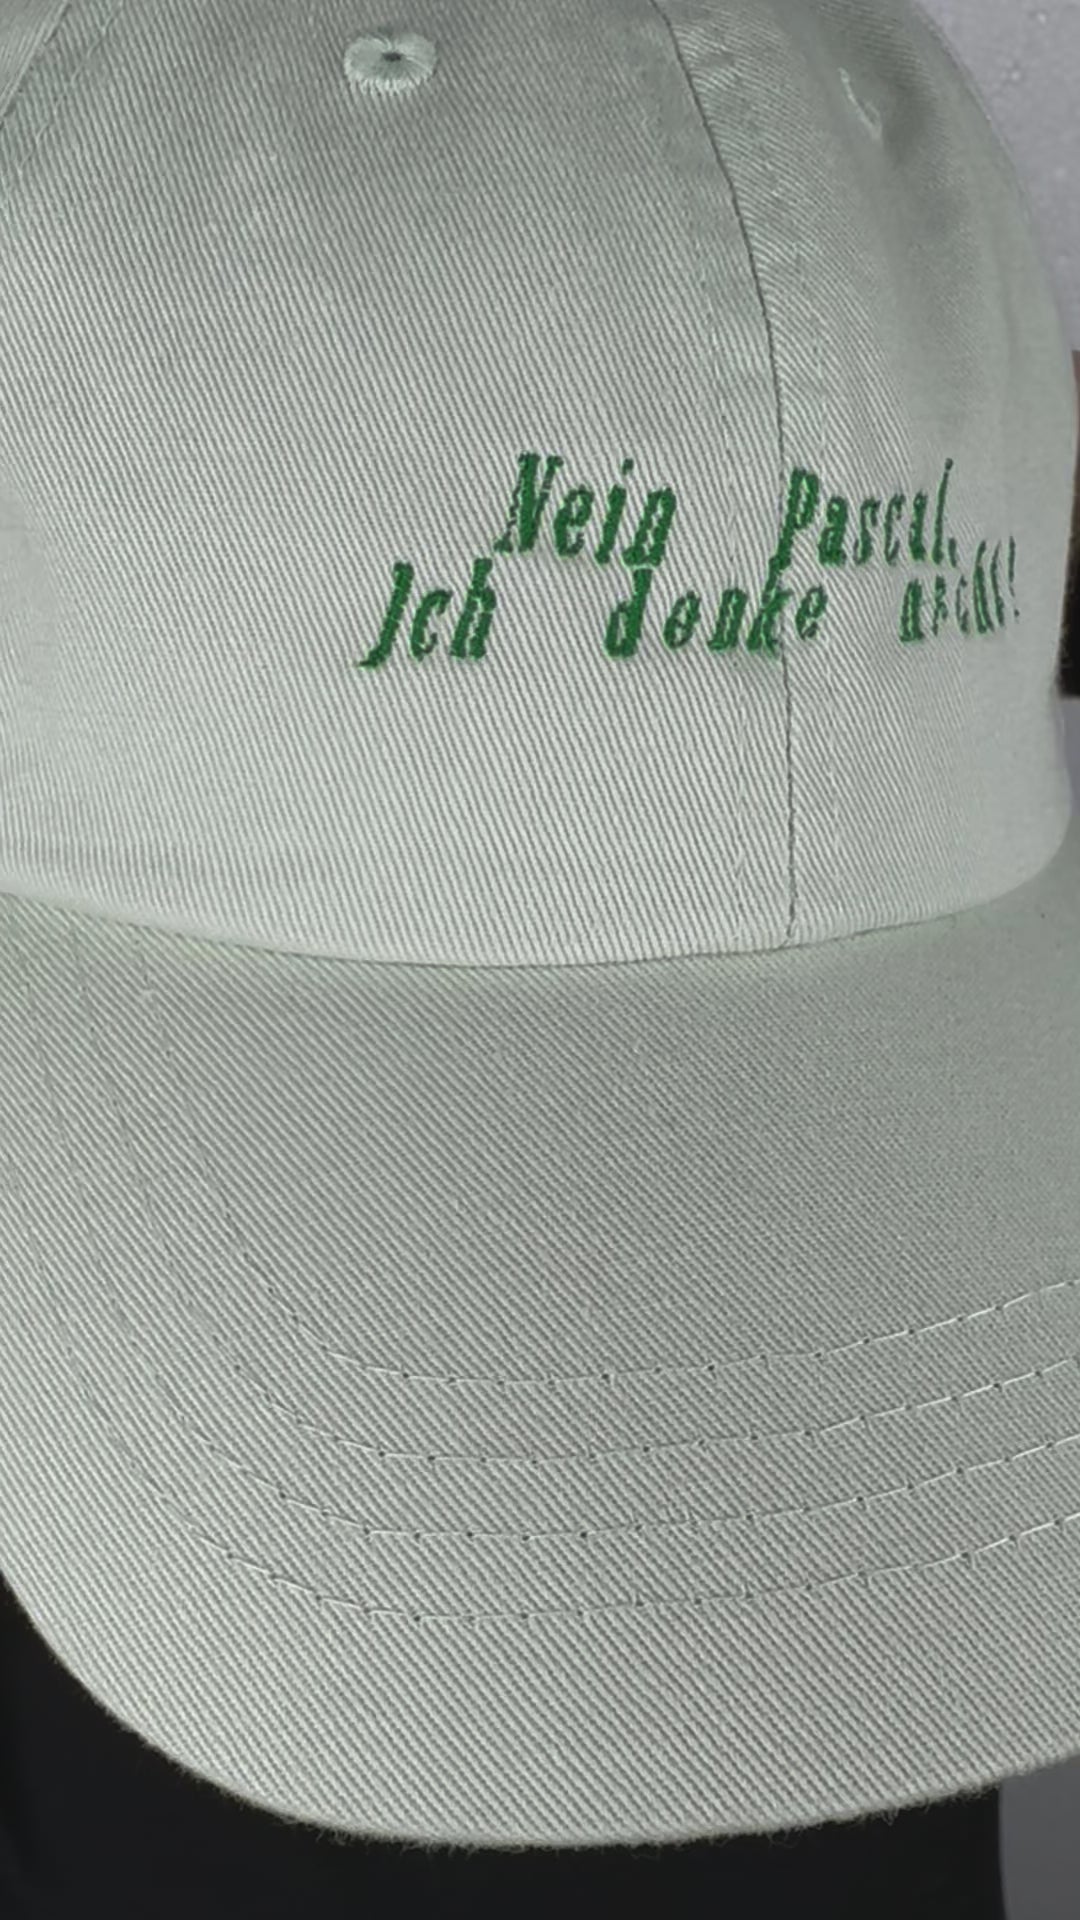 Nein Pascal,
Ich denke nicht!